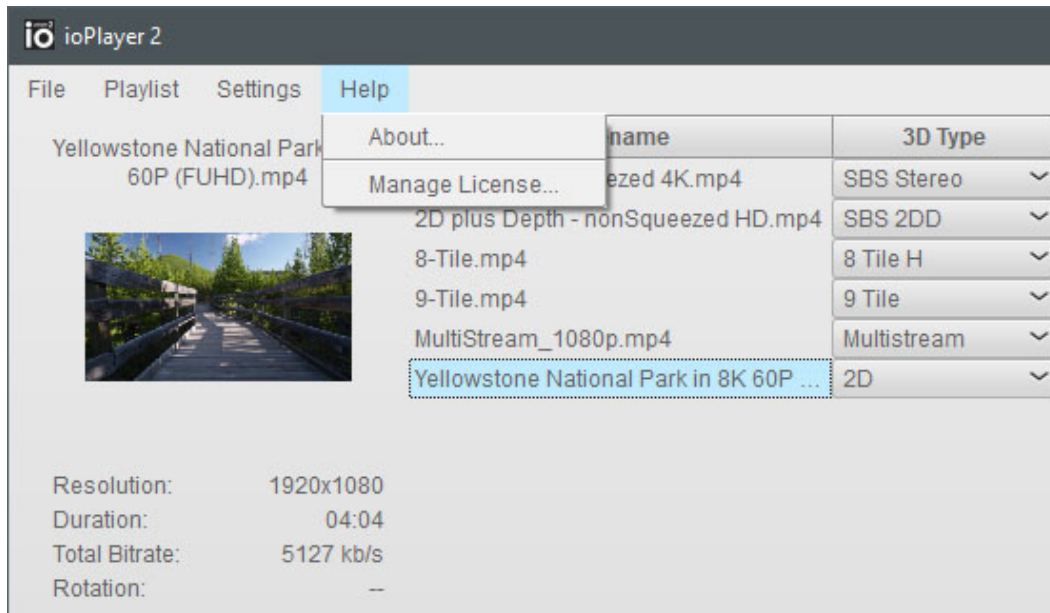 iO ioPlayer 2
File Playlist Settings Help
About...
Manage License...
Yellowstone National Park
60P (FUHD).mp4
name 3D Type
ezed 4K.mp4 SBS Stereo
2D plus Depth - nonSqueezed HD.mp4 SBS 2DD
8-Tile.mp4 8 Tile H
9-Tile.mp4 9 Tile
MultiStream_1080p.mp4 Multistream
Yellowstone National Park in 8K 60P ... 2D
Resolution: 1920x1080
Duration: 04:04
Total Bitrate: 5127 kb/s
Rotation: --